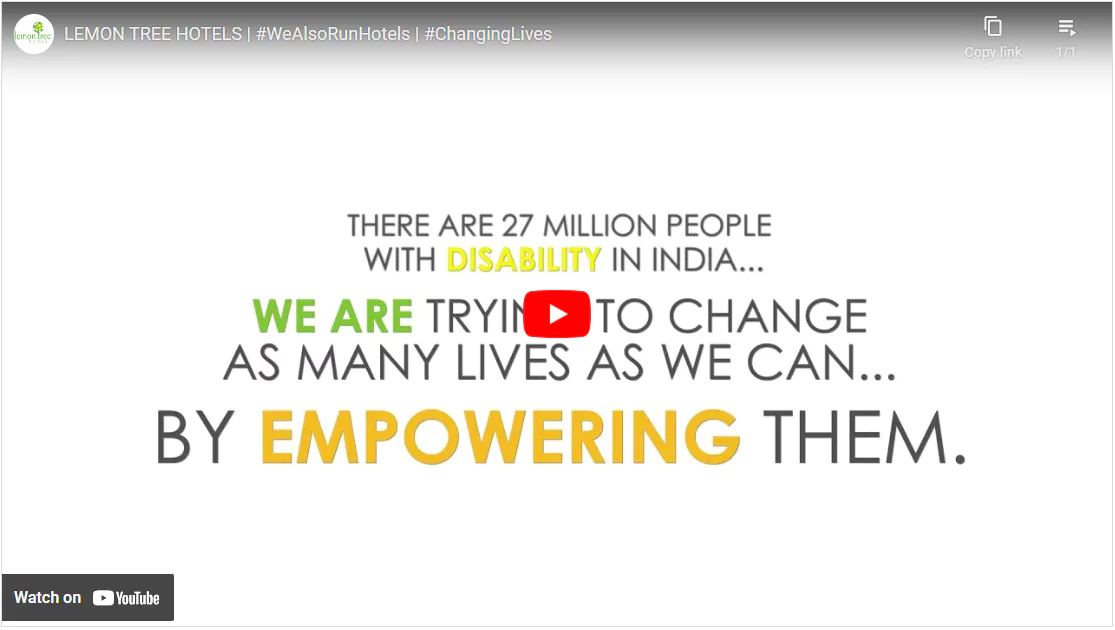 lemon tree
HOTELS
LEMON TREE HOTELS | #WeAlsoRunHotels | #ChangingLives
Copy link
1/1
THERE ARE 27 MILLION PEOPLE
WITH DISABILITY IN INDIA...
WE ARE TRYIN TO CHANGE
AS MANY LIVES AS WE CAN...
BY EMPOWERING THEM.
Watch on YouTube